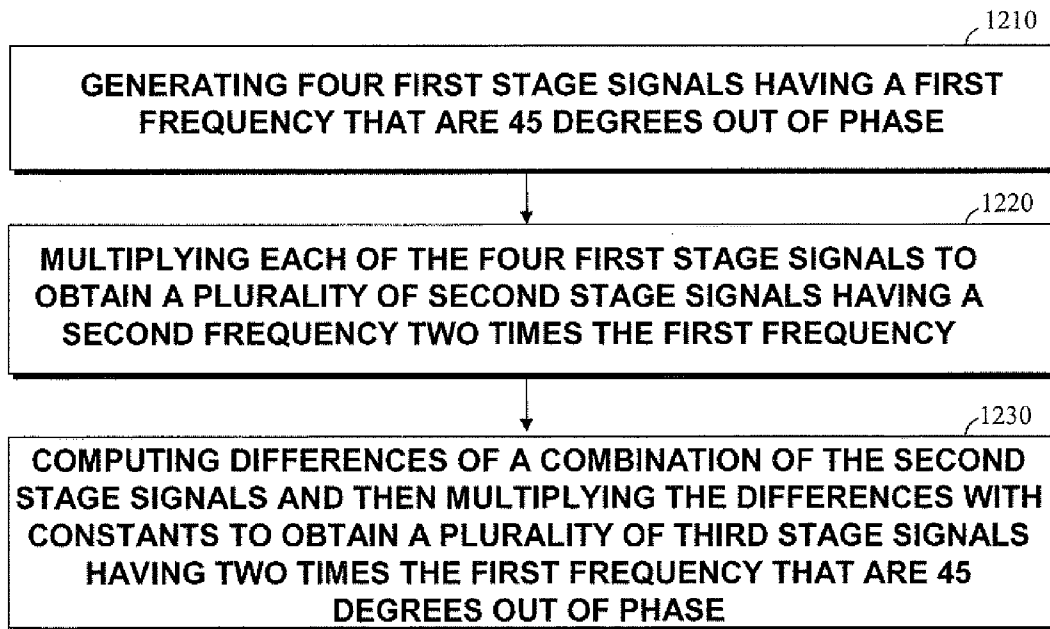 1210
GENERATING FOUR FIRST STAGE SIGNALS HAVING A FIRST
FREQUENCY THAT ARE 45 DEGREES OUT OF PHASE
1220
MULTIPLYING EACH OF THE FOUR FIRST STAGE SIGNALS TO
OBTAIN A PLURALITY OF SECOND STAGE SIGNALS HAVING A
SECOND FREQUENCY TWO TIMES THE FIRST FREQUENCY
1230
COMPUTING DIFFERENCES OF A COMBINATION OF THE SECOND
STAGE SIGNALS AND THEN MULTIPLYING THE DIFFERENCES WITH
CONSTANTS TO OBTAIN A PLURALITY OF THIRD STAGE SIGNALS
HAVING TWO TIMES THE FIRST FREQUENCY THAT ARE 45
DEGREES OUT OF PHASE